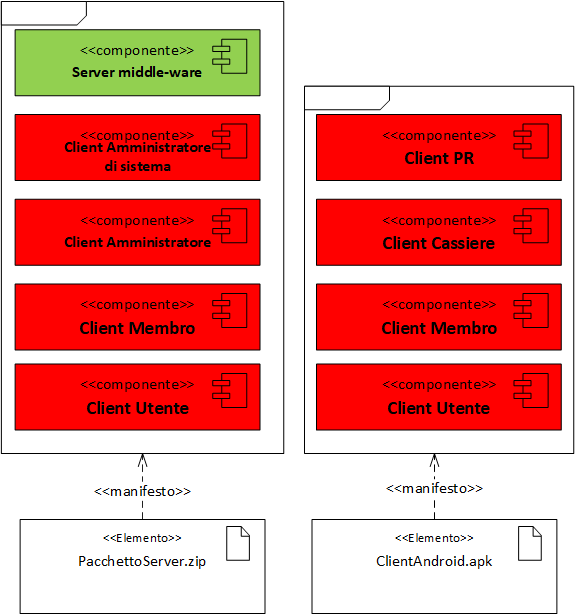 <<componente>>
Server middle-ware
<<componente>>
Client Amministratore
di sistema
<<componente>>
Client Amministratore
<<componente>>
Client Membro
<<componente>>
Client Utente
<<manifesto>>
<<Elemento>>
PacchettoServer.zip
<<componente>>
Client PR
<<componente>>
Client Cassiere
<<componente>>
Client Membro
<<componente>>
Client Utente
<<manifesto>>
<<Elemento>>
ClientAndroid.apk